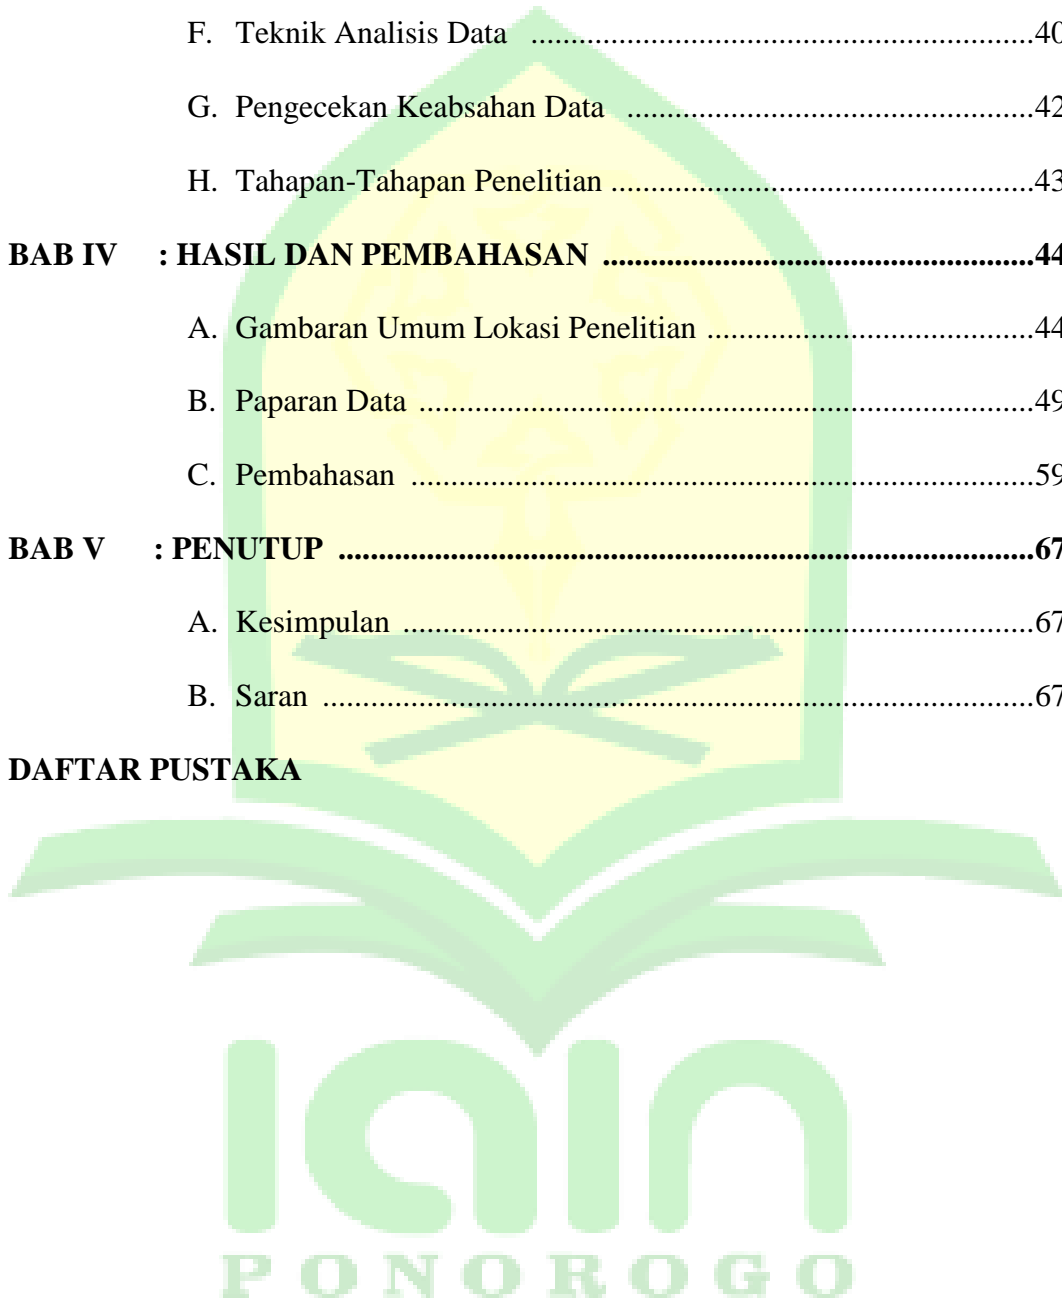 F. Teknik Analisis Data ..............................................................40
G. Pengecekan Keabsahan Data ..................................................42
H. Tahapan-Tahapan Penelitian ....................................................43
BAB IV : HASIL DAN PEMBAHASAN .....................................................44
A. Gambaran Umum Lokasi Penelitian ........................................44
B. Paparan Data ............................................................................49
C. Pembahasan .............................................................................59
BAB V : PENUTUP ......................................................................................67
A. Kesimpulan ..............................................................................67
B. Saran ........................................................................................67
DAFTAR PUSTAKA
iain
PONOROGO